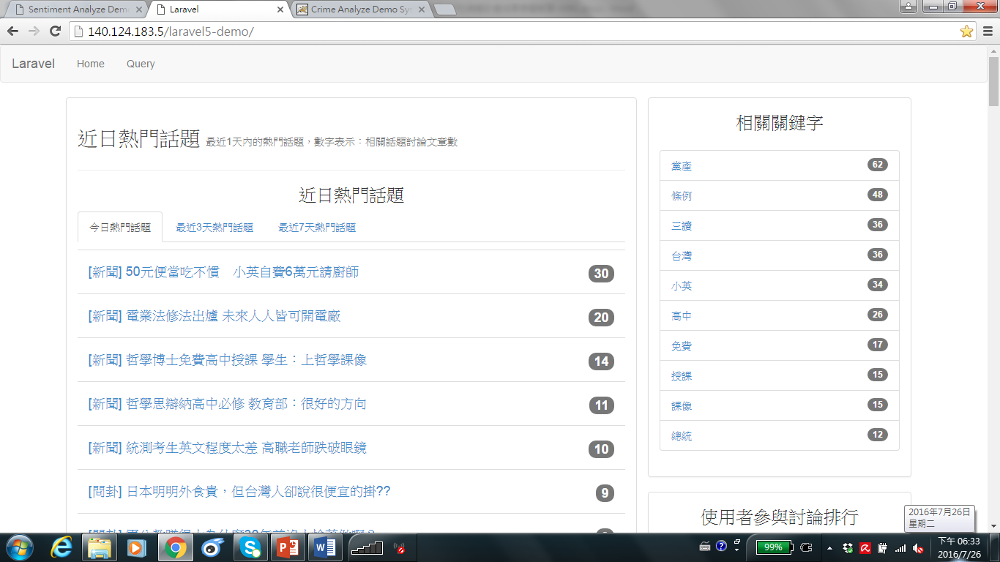 Sentiment Analyze Dem
Laravel
Crime Analyze Demo Sy
140.124.183.5/laravel5-demo/
Laravel
Home
Query
近日熱門話題 最近1天內的熱門話題，數字表示：相關話題討論文章數
近日熱門話題
今日熱門話題
最近3天熱門話題
最近7天熱門話題
[新聞] 50元便當吃不慣　小英自費6萬元請廚師
30
[新聞] 電業法修法出爐 未來人人皆可開電廠
20
[新聞] 哲學博士免費高中授課 學生：上哲學課像
14
[新聞] 哲學思辯納高中必修 教育部：很好的方向
11
[新聞] 統測考生英文程度太差 高職老師跌破眼鏡
10
[問卦] 日本明明外食貴，但台灣人卻說很便宜的掛??
9
相關關鍵字
黨產
62
條例
48
三讀
36
台灣
36
小英
34
高中
26
免費
17
授課
15
課像
15
總統
12
使用者參與討論排行
2016年7月26日
星期二
99%
下午 06:33
2016/7/26